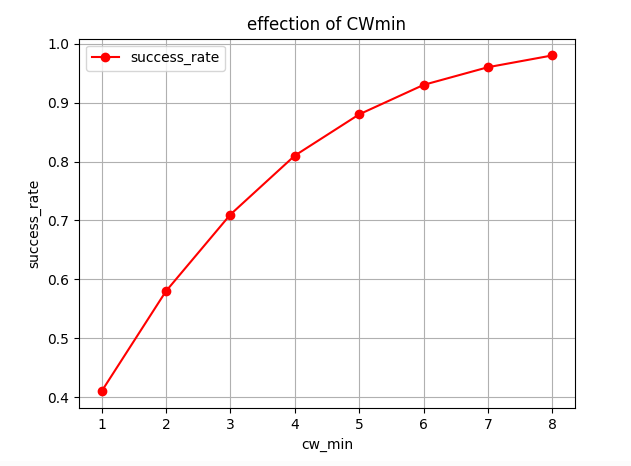 effection of CWmin
success_rate
1.0
0.9
0.8
0.7
0.6
0.5
0.4
success_rate
1 2 3 4 5 6 7 8
cw_min